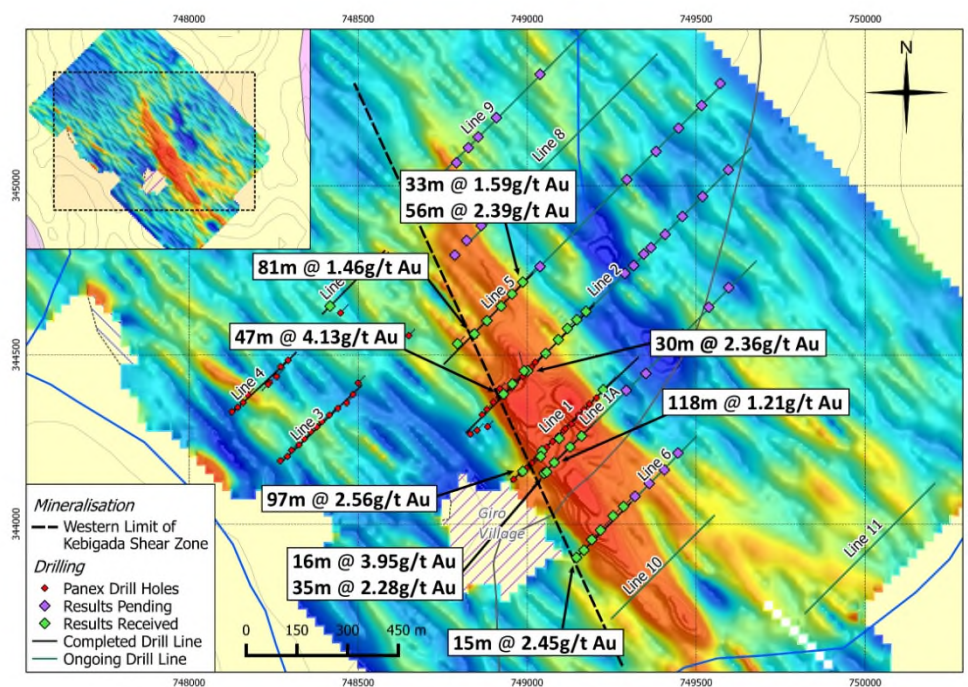 748000
748500
749000
749500
750000
N
345000
344500
344000
Line 9
Line 8
33m @ 1.59g/t Au
56m @ 2.39g/t Au
81m @ 1.46g/t Au
Line
Line 5
Line 2
47m @ 4.13g/t Au
30m @ 2.36g/t Au
Line 4
Line 3
Line 1
Line 1A
118m @ 1.21g/t Au
Line 6
97m @ 2.56g/t Au
Giro
Village
16m @ 3.95g/t Au
35m @ 2.28g/t Au
Line 10
Line 11
15m @ 2.45g/t Au
Mineralisation
Western Limit of
Kebigada Shear Zone
Drilling
Panex Drill Holes
Results Pending
Results Received
Completed Drill Line
Ongoing Drill Line
0 150 300 450 m
748000
748500
749000
749500
750000